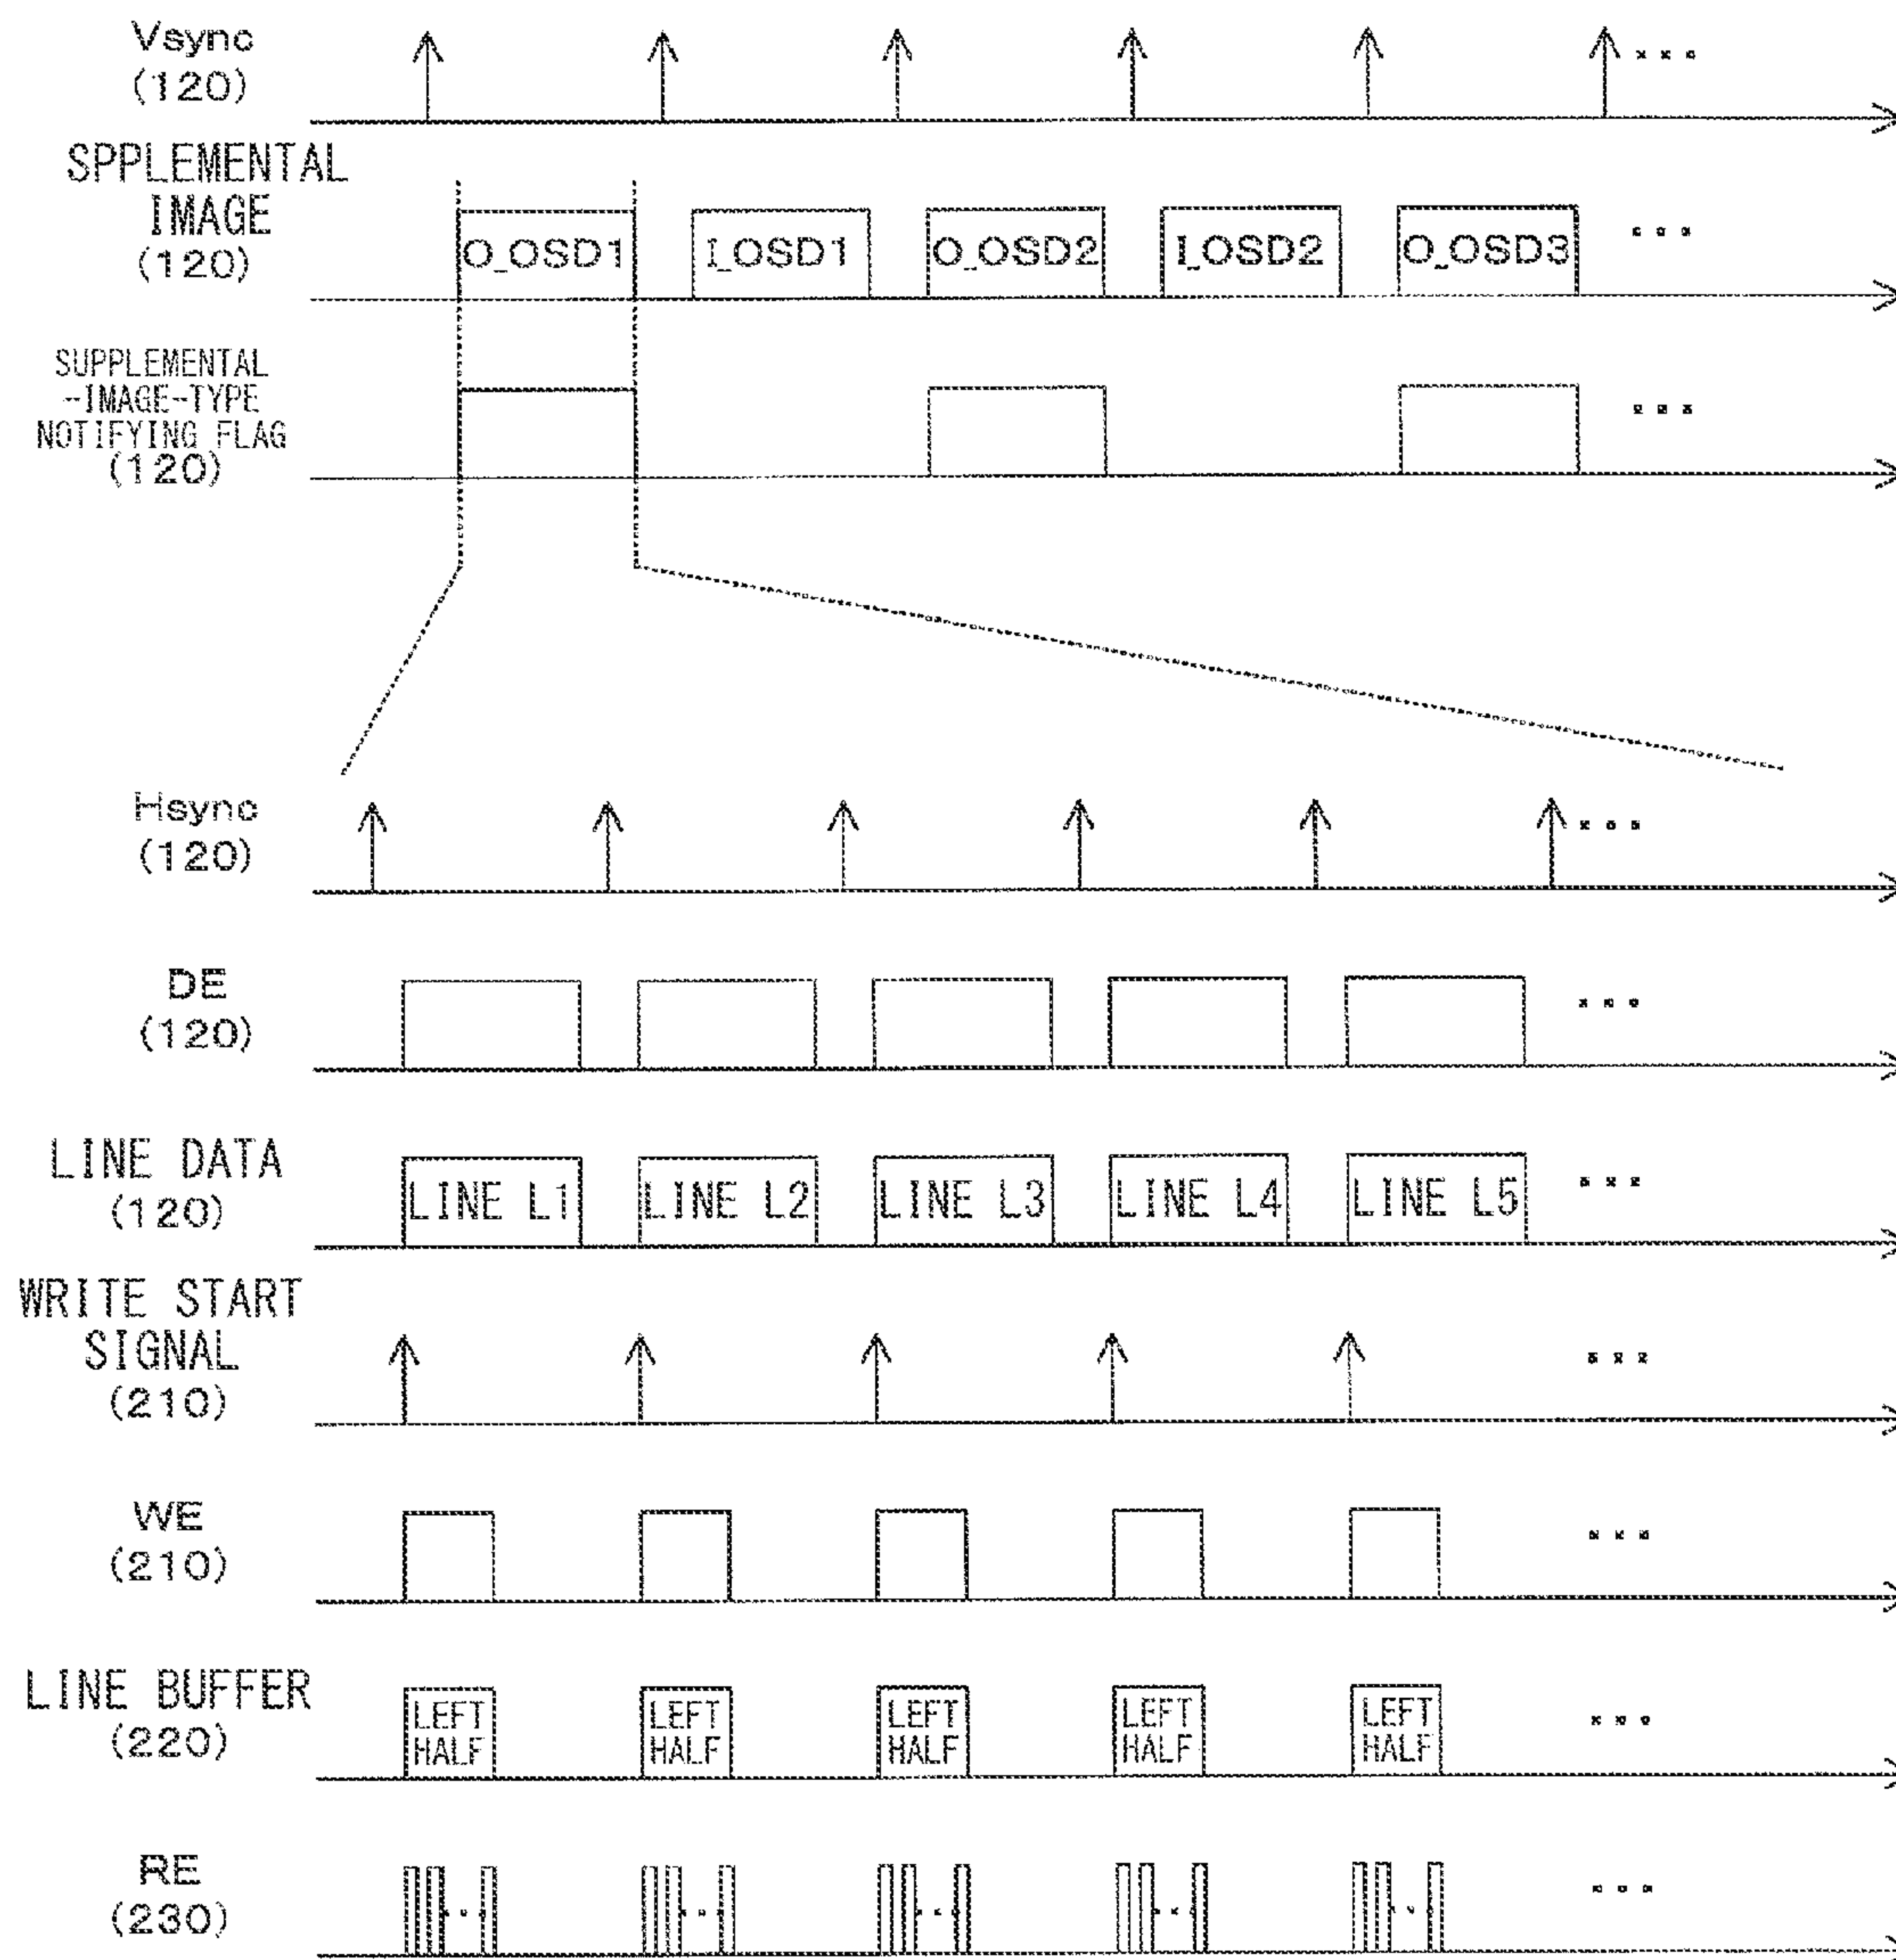 Vsync
(120)
SPPLEMENTAL
IMAGE
(120)
O_OSD1 I_OSD1 O_OSD2 I_OSD2 O_OSD3
SUPPLEMENTAL
-IMAGE-TYPE
NOTIFYING FLAG
(120)
Hsync
(120)
DE
(120)
LINE DATA
(120)
LINE L1 LINE L2 LINE L3 LINE L4 LINE L5
WRITE START
SIGNAL
(210)
WE
(210)
LINE BUFFER
(220)
LEFT LEFT LEFT LEFT LEFT
HALF HALF HALF HALF HALF
RE
(230)